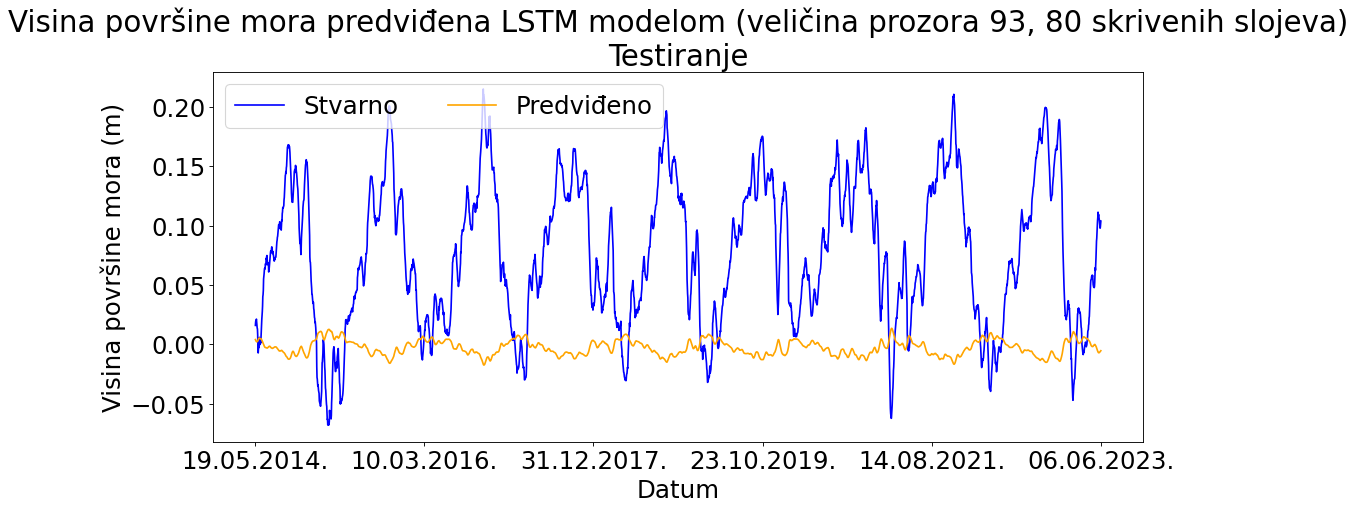 Visina površine mora predviđena LSTM modelom (veličina prozora 93, 80 skrivenih slojeva)
Testiranje
Stvarno Predviđeno
Visina površine mora (m)
0.20
0.15
0.10
0.05
0.00
−0.05
19.05.2014. 10.03.2016. 31.12.2017. 23.10.2019. 14.08.2021. 06.06.2023.
Datum